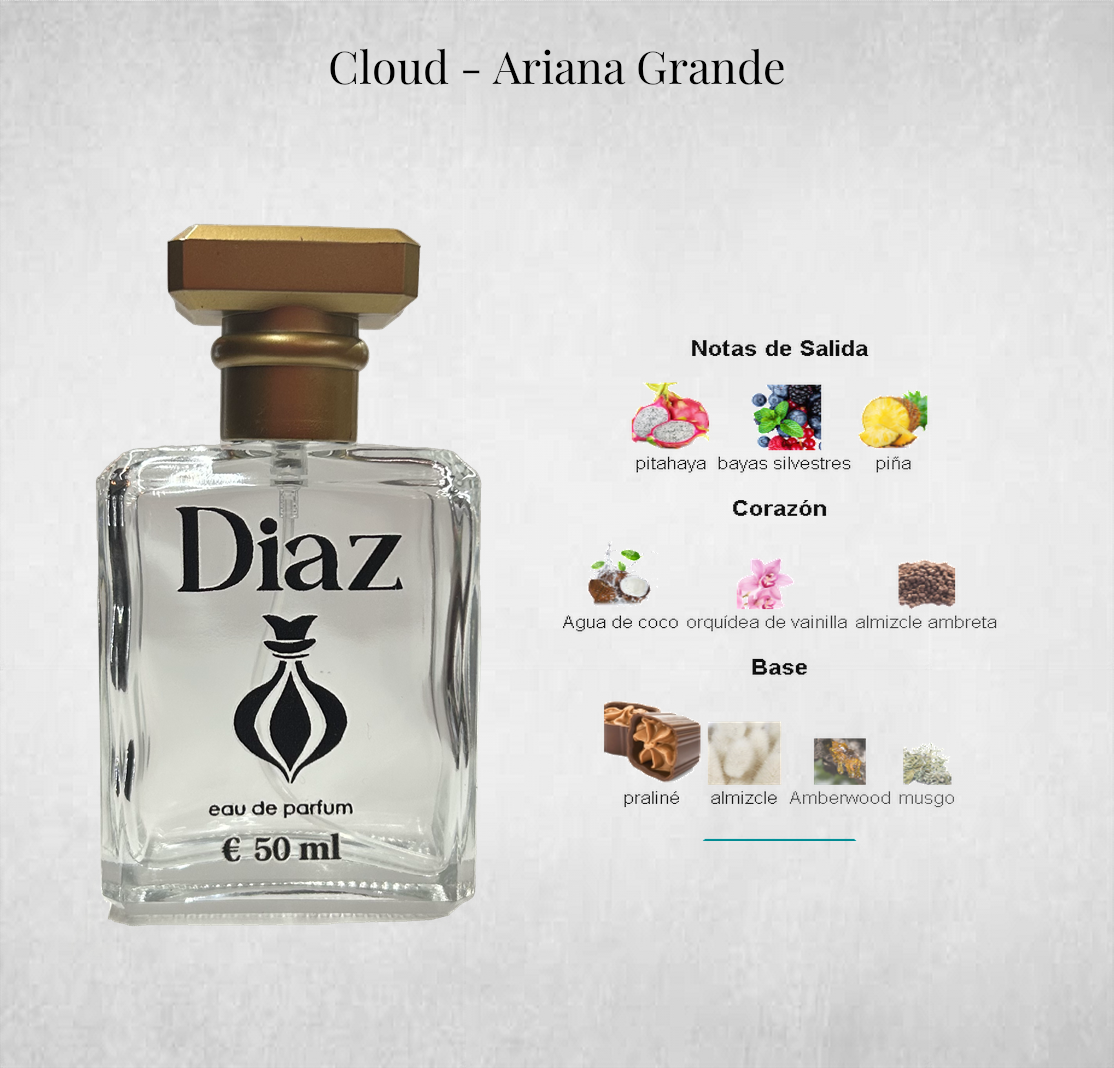 Cloud - Ariana Grande
Diaz
eau de parfum
€ 50 ml
Notas de Salida
pitahaya bayas silvestres piña
Corazón
Agua de coco orquídea de vainilla almizcle ambreta
Base
praliné almizcle Amberwood musgo